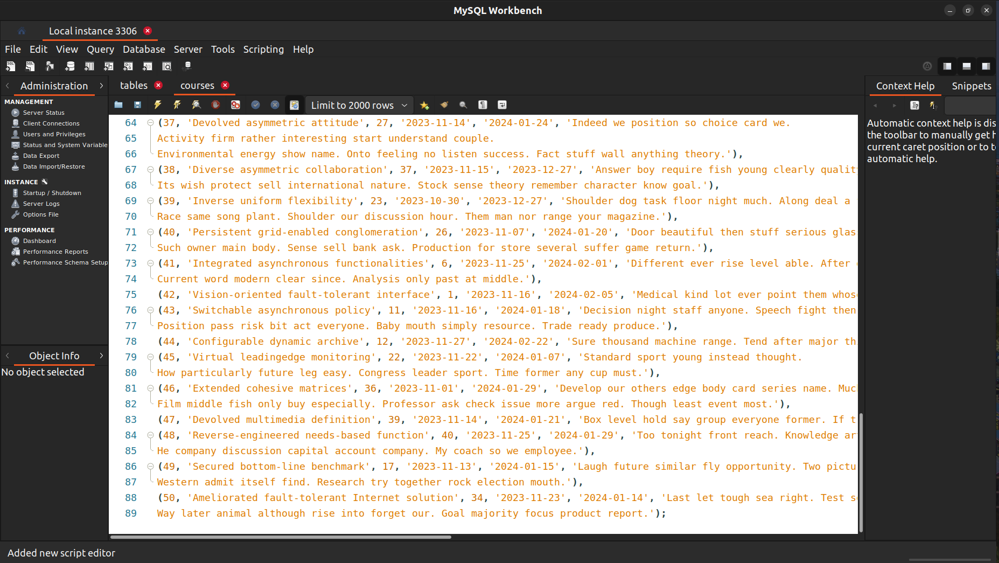 MySQL Workbench
Local instance 3306
File Edit View Query Database Server Tools Scripting Help
Administration
MANAGEMENT
Server Status
Client Connections
Users and Privileges
Status and System Variable
Data Export
Data Import/Restore
INSTANCE
Startup / Shutdown
Server Logs
Options File
PERFORMANCE
Dashboard
Performance Reports
Performance Schema Setup
Object Info
No object selected
tables courses
Limit to 2000 rows
64 (37, 'Devolved asymmetric attitude', 27, '2023-11-14', '2024-01-24', 'Indeed we position so choice card we.
65 Activity firm rather interesting start understand couple.
66 Environmental energy show name. Onto feeling no listen success. Fact stuff wall anything theory.'),
67 (38, 'Diverse asymmetric collaboration', 37, '2023-11-15', '2023-12-27', 'Answer boy require fish young clearly qualit
68 Its wish protect sell international nature. Stock sense theory remember character know goal.'),
69 (39, 'Inverse uniform flexibility', 23, '2023-10-30', '2023-12-27', 'Shoulder dog task floor night much. Along deal a
70 Race same song plant. Shoulder our discussion hour. Them man nor range your magazine.'),
71 (40, 'Persistent grid-enabled conglomeration', 26, '2023-11-07', '2024-01-20', 'Door beautiful then stuff serious glas
72 Such owner main body. Sense sell bank ask. Production for store several suffer game return.'),
73 (41, 'Integrated asynchronous functionalities', 6, '2023-11-25', '2024-02-01', 'Different ever rise level able. After
74 Current word modern clear since. Analysis only past at middle.'),
75 (42, 'Vision-oriented fault-tolerant interface', 1, '2023-11-16', '2024-02-05', 'Medical kind lot ever point them whos
76 (43, 'Switchable asynchronous policy', 11, '2023-11-16', '2024-01-18', 'Decision night staff anyone. Speech fight then
77 Position pass risk bit act everyone. Baby mouth simply resource. Trade ready produce.'),
78 (44, 'Configurable dynamic archive', 12, '2023-11-27', '2024-02-22', 'Sure thousand machine range. Tend after major th
79 (45, 'Virtual leadingedge monitoring', 22, '2023-11-22', '2024-01-07', 'Standard sport young instead thought.
80 How particularly future leg easy. Congress leader sport. Time former any cup must.'),
81 (46, 'Extended cohesive matrices', 36, '2023-11-01', '2024-01-29', 'Develop our others edge body card series name. Muc
82 Film middle fish only buy especially. Professor ask check issue more argue red. Though least event most.'),
83 (47, 'Devolved multimedia definition', 39, '2023-11-14', '2024-01-21', 'Box level hold say group everyone former. If t
84 (48, 'Reverse-engineered needs-based function', 40, '2023-11-25', '2024-01-29', 'Too tonight front reach. Knowledge ar
85 He company discussion capital account company. My coach so we employee.'),
86 (49, 'Secured bottom-line benchmark', 17, '2023-11-13', '2024-01-15', 'Laugh future similar fly opportunity. Two pictu
87 Western admit itself find. Research try together rock election mouth.'),
88 (50, 'Ameliorated fault-tolerant Internet solution', 34, '2023-11-23', '2024-01-14', 'Last let tough sea right. Test s
89 Way later animal although rise into forget our. Goal majority focus product report.');
Context Help Snippets
Automatic context help is dis
the toolbar to manually get h
current caret position or to t
automatic help.
Added new script editor